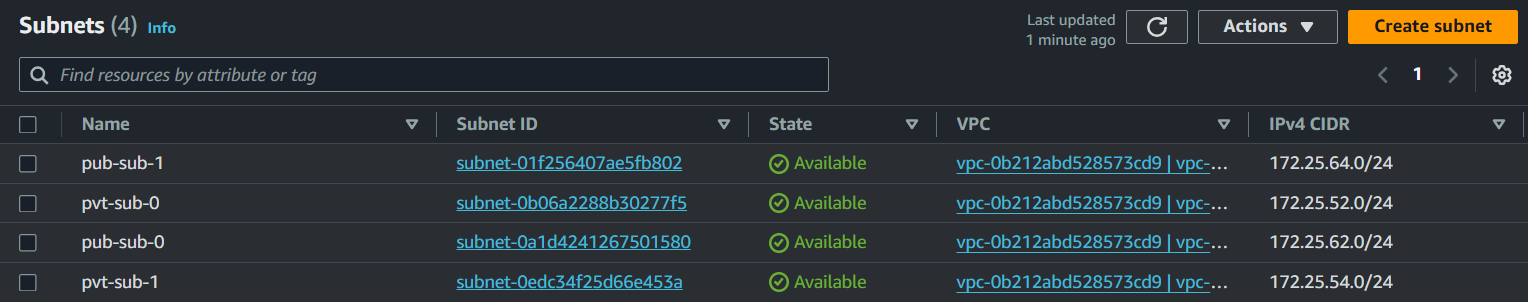 Subnets (4) Info
Last updated
1 minute ago
Actions
Create subnet
Find resources by attribute or tag
1
Name Subnet ID State VPC IPv4 CIDR
pub-sub-1 subnet-01f256407ae5fb802 Available vpc-0b212abd528573cd9 | vpc-... 172.25.64.0/24
pvt-sub-0 subnet-0b06a2288b30277f5 Available vpc-0b212abd528573cd9 | vpc-... 172.25.52.0/24
pub-sub-0 subnet-0a1d4241267501580 Available vpc-0b212abd528573cd9 | vpc-... 172.25.62.0/24
pvt-sub-1 subnet-0edc34f25d66e453a Available vpc-0b212abd528573cd9 | vpc-... 172.25.54.0/24